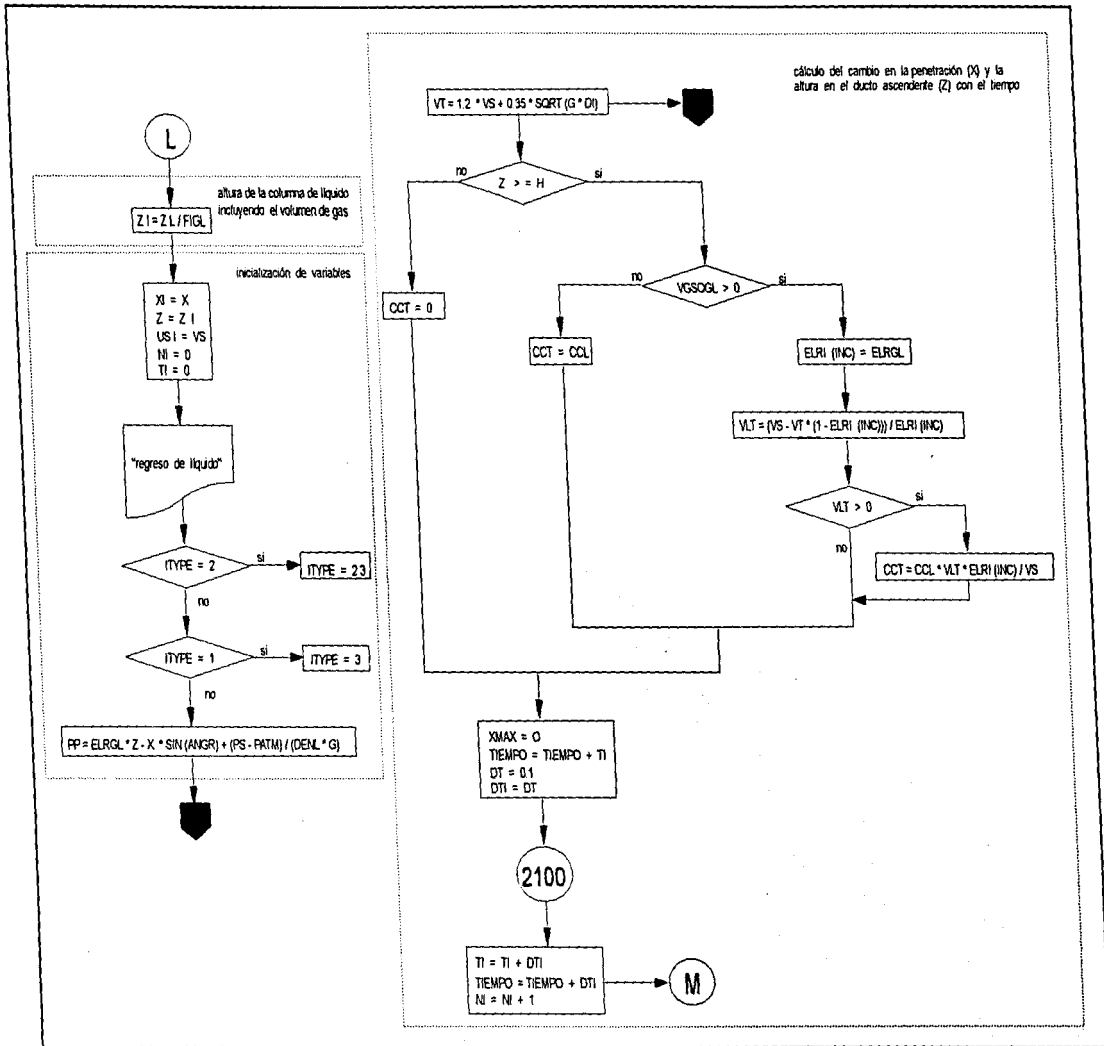 L
altura de la columna de líquido
incluyendo el volumen de gas
Z I = Z L / FIGL
inicialización de variables
XI = X
Z = Z I
US I = VS
NI = 0
TI = 0
"regreso de líquido"
ITYPE = 2
si
ITYPE = 23
no
ITYPE = 1
si
ITYPE = 3
no
PP = ELRGL * Z - X * SIN (ANGR) + (PS - PATM) / (DENL * G)
cálculo del cambio en la penetración (X) y la
altura en el ducto ascendente (Z) con el tiempo
VT = 1.2 * VS + 0.35 * SQRT (G * DI)
no
Z > = H
si
CCT = 0
no
VGSOGL > 0
si
CCT = CCL
ELRI (INC) = ELRGL
VLT = (VS - VT * (1 - ELRI (INC))) / ELRI (INC)
VLT > 0
si
no
CCT = CCL * VLT * ELRI (INC) / VS
XMAX = O
TIEMPO = TIEMPO + TI
DT = 0.1
DTI = DT
2100
TI = TI + DTI
TIEMPO = TIEMPO + DTI
NI = NI + 1
M